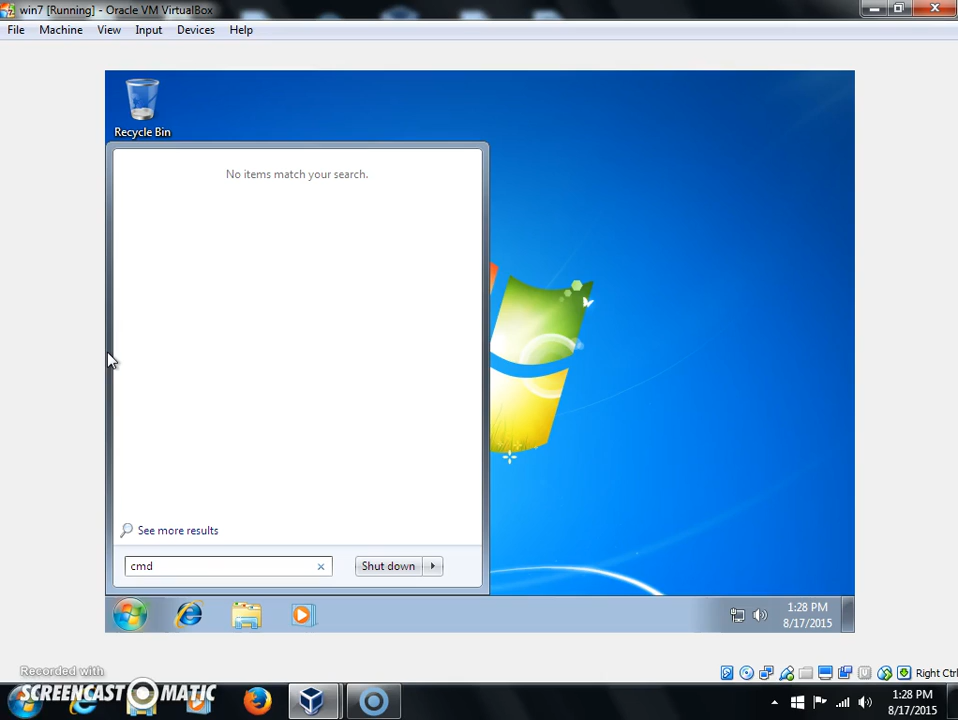 win7 [Running] - Oracle VM VirtualBox
File Machine View Input Devices Help
Recycle Bin
No items match your search.
See more results
cmd
Shut down
1:28 PM
8/17/2015
Right Ctrl
Recorded with
SCREENCAST-O-MATIC
1:28 PM
8/17/2015